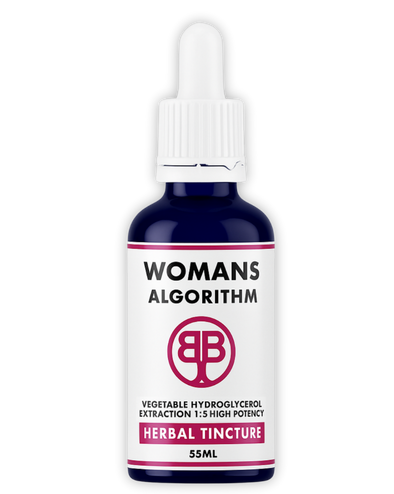 WOMANS
ALGORITHM
BB
VEGETABLE HYDROGLYCEROL
EXTRACTION 1:5 HIGH POTENCY
HERBAL TINCTURE
55ML